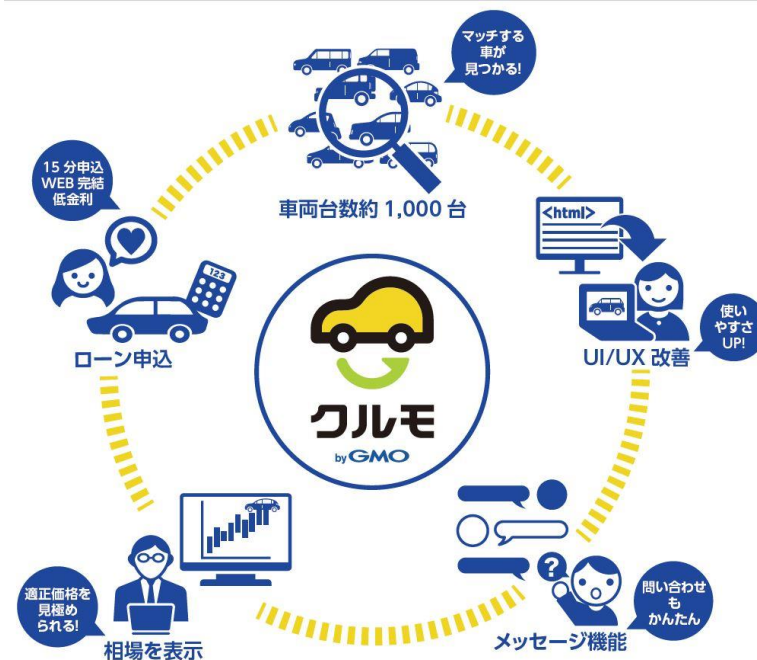 マッチする
車が
見つかる!
車両台数約 1,000 台
15 分申込
WEB 完結
低金利
123
ローン申込
<html>
使い
やすさ
UP!
UI/UX 改善
クルモ
by GMO
適正価格を
見極め
られる!
相場を表示
?
問い合わせ
も
かんたん
メッセージ機能